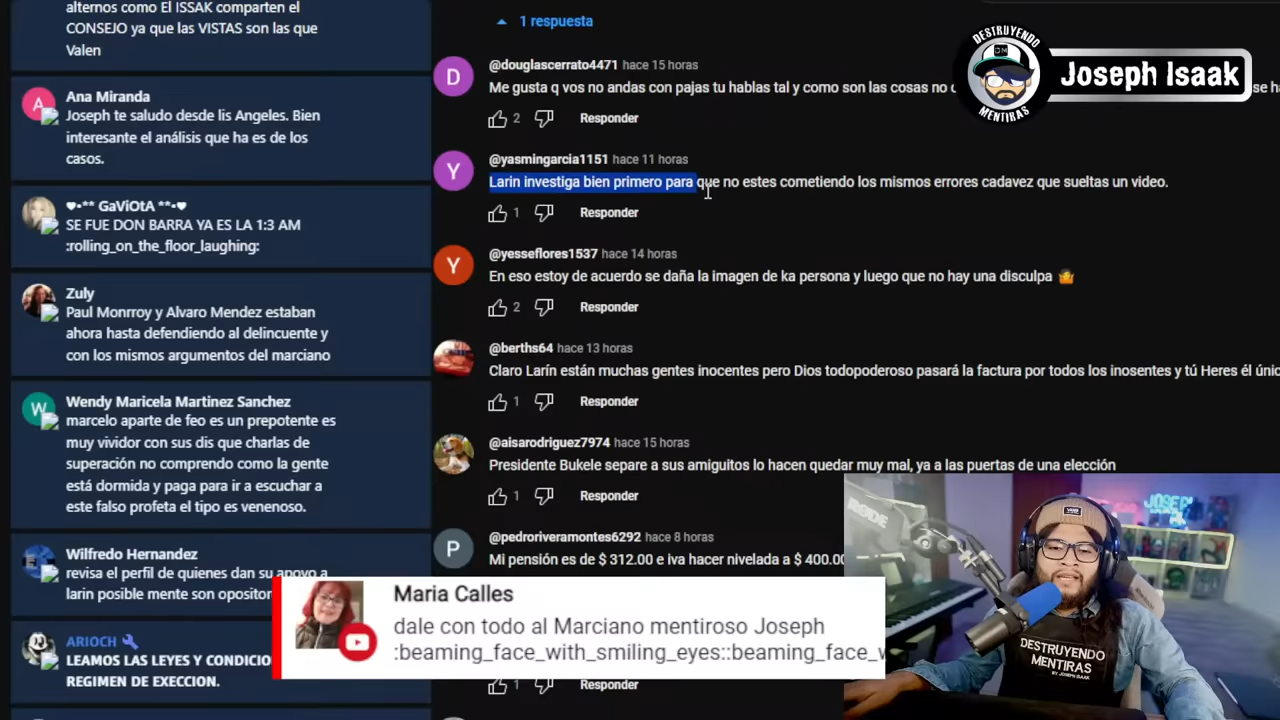 alternos como El ISSAK comparten el
CONSEJO ya que las VISTAS son las que
Valen
A
Ana Miranda
Joseph te saludo desde lis Angeles. Bien
interesante el análisis que ha es de los
casos.
♥•** GaViOtA **•♥
SE FUE DON BARRA YA ES LA 1:3 AM
:rolling_on_the_floor_laughing:
Zuly
Paul Monrroy y Alvaro Mendez estaban
ahora hasta defendiendo al delincuente y
con los mismos argumentos del marciano
W
Wendy Maricela Martinez Sanchez
marcelo aparte de feo es un prepotente es
muy vividor con sus dis que charlas de
superación no comprendo como la gente
está dormida y paga para ir a escuchar a
este falso profeta el tipo es venenoso.
Wilfredo Hernandez
revisa el perfil de quienes dan su apoyo a
larin posible mente son opositor
ARIOCH 🔧
LEAMOS LAS LEYES Y CONDICIO
REGIMEN DE EXECCION.
1 respuesta
D
@douglascerrato4471 hace 15 horas
Me gusta q vos no andas con pajas tu hablas tal y como son las cosas no
2 Responder
Y
@yasmingarcia1151 hace 11 horas
Larin investiga bien primero para que no estes cometiendo los mismos errores cadavez que sueltas un video.
1 Responder
Y
@yesseflores1537 hace 14 horas
En eso estoy de acuerdo se daña la imagen de ka persona y luego que no hay una disculpa 🤷
2 Responder
@berths64 hace 13 horas
Claro Larín están muchas gentes inocentes pero Dios todopoderoso pasará la factura por todos los inosentes y tú Heres él únic
1 Responder
@aisarodriguez7974 hace 15 horas
Presidente Bukele separe a sus amiguitos lo hacen quedar muy mal, ya a las puertas de una elección
1 Responder
P
@pedroriveramontes6292 hace 8 horas
Mi pensión es de $ 312.00 e iva hacer nivelada a $ 400.00
1 Responder
Maria Calles
dale con todo al Marciano mentiroso Joseph
:beaming_face_with_smiling_eyes::beaming_face_w
DESTRUYENDO
DM
MENTIRAS
Joseph Isaak
RØDE
JOSEPH
DESTRUYENDO
MENTIRAS
BY JOSEPH ISAAK